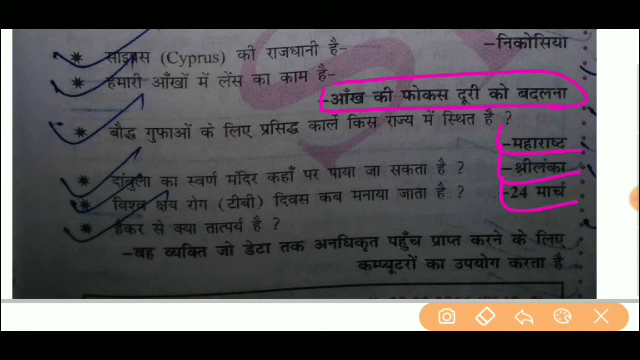 * साइप्रस (Cyprus) की राजधानी है- -निकोसिया
* हमारी आँखों में लेंस का काम है-
-आँख की फोकस दूरी को बदलना
* बौद्ध गुफाओं के लिए प्रसिद्ध कार्ले किस राज्य में स्थित है ?
-महाराष्ट
* दांबुला का स्वर्ण मंदिर कहाँ पर पाया जा सकता है ? -श्रीलंका
* विश्व क्षय रोग (टीबी) दिवस कब मनाया जाता है ? -24 मार्च
* हैकर से क्या तात्पर्य है ?
-वह व्यक्ति जो डेटा तक अनधिकृत पहुँच प्राप्त करने के लिए
कम्प्यूटरों का उपयोग करता है